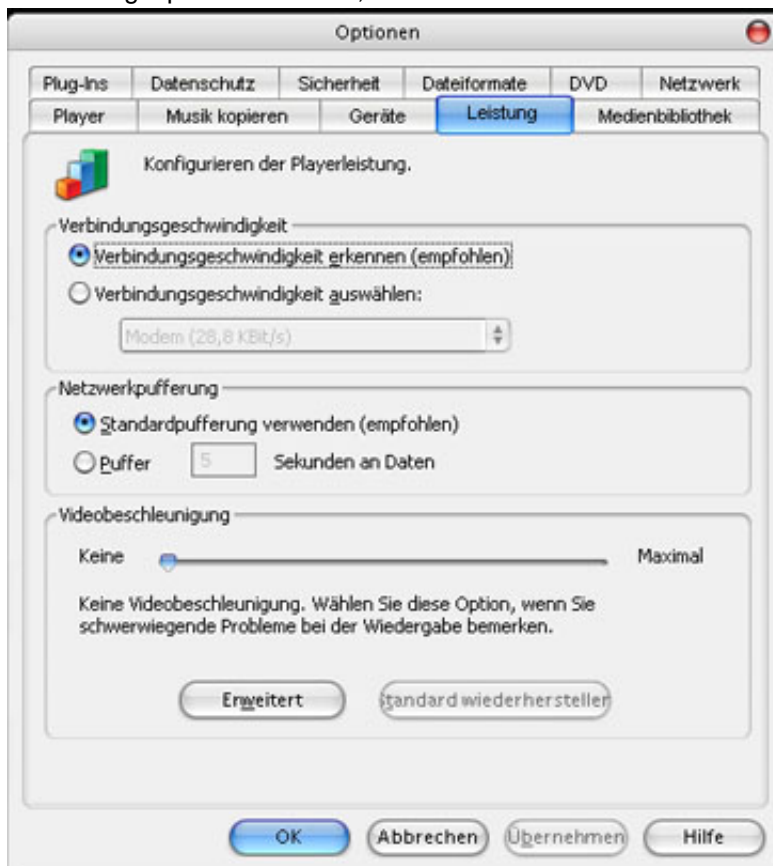 Optionen
Plug-Ins Datenschutz Sicherheit Dateiformate DVD Netzwerk
Player Musik kopieren Geräte Leistung Medienbibliothek
Konfigurieren der Playerleistung.
Verbindungsgeschwindigkeit
Verbindungsgeschwindigkeit erkennen (empfohlen)
Verbindungsgeschwindigkeit auswählen:
Modem (28,8 KBit/s)
Netzwerkpufferung
Standardpufferung verwenden (empfohlen)
Puffer 5 Sekunden an Daten
Videobeschleunigung
Keine Maximal
Keine Videobeschleunigung. Wählen Sie diese Option, wenn Sie
schwerwiegende Probleme bei der Wiedergabe bemerken.
Erweitert Standard wiederherstellen
OK Abbrechen Übernehmen Hilfe